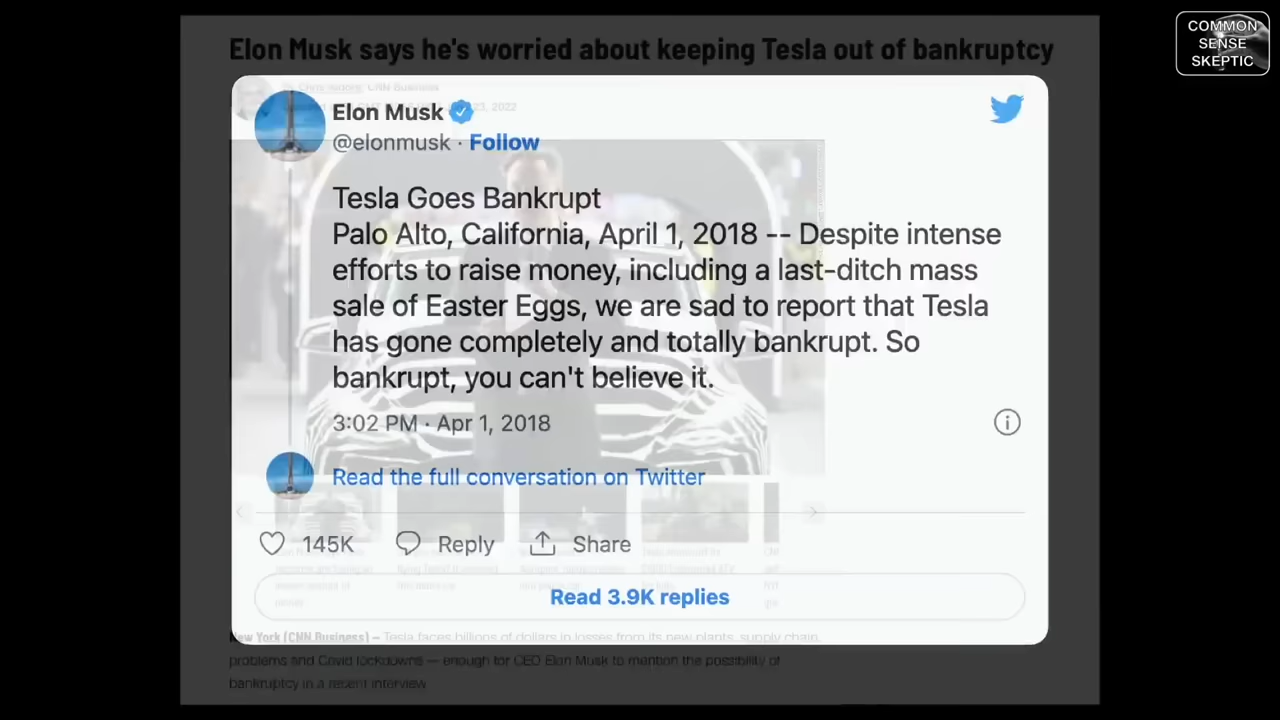 COMMON
SENSE
SKEPTIC
Elon Musk says he's worried about keeping Tesla out of bankruptcy
CNN Business
23, 2022
Elon Musk
@elonmusk · Follow
Tesla Goes Bankrupt
Palo Alto, California, April 1, 2018 -- Despite intense
efforts to raise money, including a last-ditch mass
sale of Easter Eggs, we are sad to report that Tesla
has gone completely and totally bankrupt. So
bankrupt, you can't believe it.
3:02 PM · Apr 1, 2018
Read the full conversation on Twitter
145K Reply Share
Read 3.9K replies
New York (CNN Business) — Tesla faces billions of dollars in losses from its new plants, supply chain
problems and Covid lockdowns — enough for CEO Elon Musk to mention the possibility of
bankruptcy in a recent interview